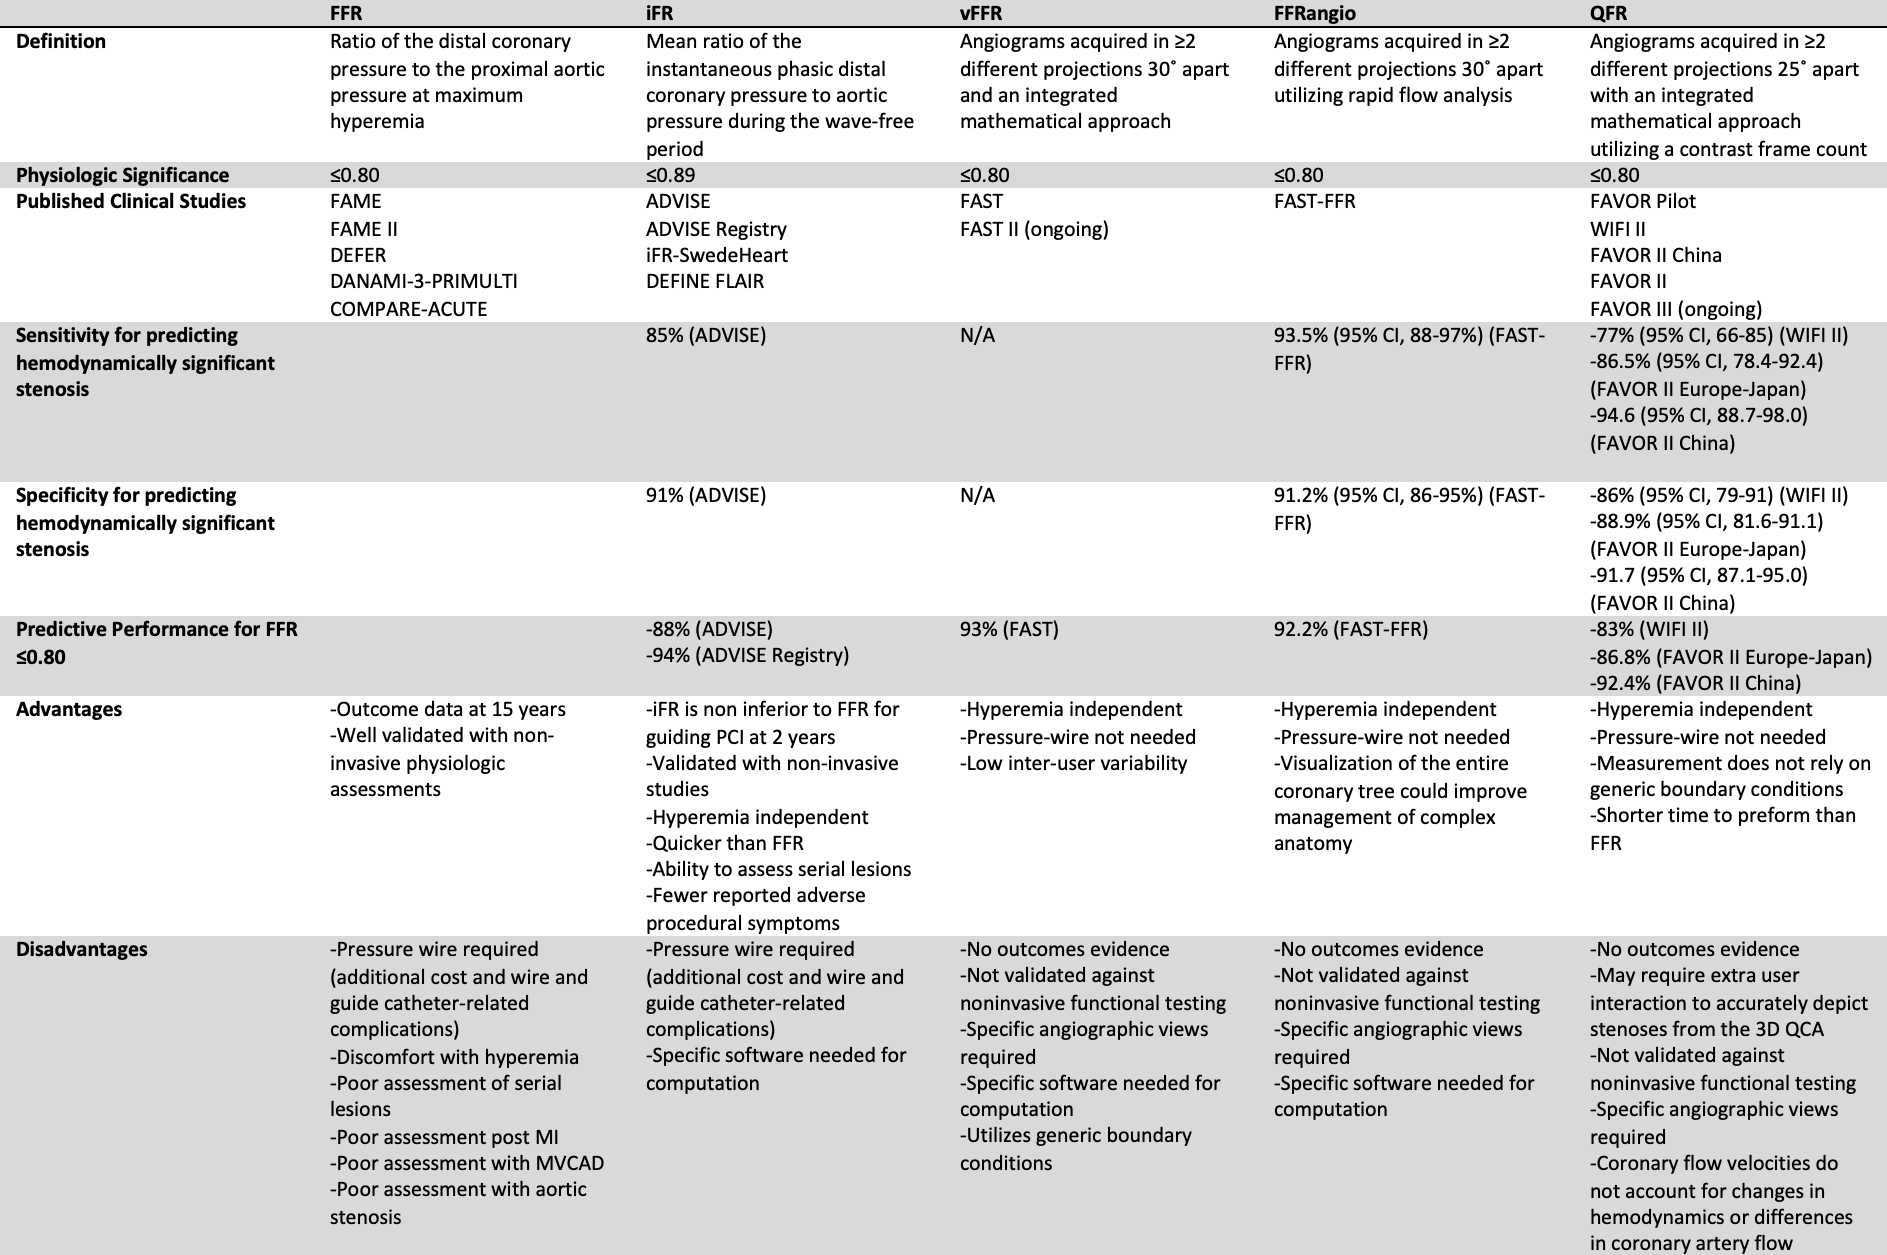 FFR iFR vFFR FFRangio QFR
Definition
Ratio of the distal coronary
pressure to the proximal aortic
pressure at maximum
hyperemia
Mean ratio of the
instantaneous phasic distal
coronary pressure to aortic
pressure during the wave-free
period
Angiograms acquired in ≥2
different projections 30˚ apart
and an integrated
mathematical approach
Angiograms acquired in ≥2
different projections 30˚ apart
utilizing rapid flow analysis
Angiograms acquired in ≥2
different projections 25˚ apart
with an integrated
mathematical approach
utilizing a contrast frame count
Physiologic Significance ≤0.80 ≤0.89 ≤0.80 ≤0.80 ≤0.80
Published Clinical Studies
FAME
FAME II
DEFER
DANAMI-3-PRIMULTI
COMPARE-ACUTE
ADVISE
ADVISE Registry
iFR-SwedeHeart
DEFINE FLAIR
FAST
FAST II (ongoing)
FAST-FFR
FAVOR Pilot
WIFI II
FAVOR II China
FAVOR II
FAVOR III (ongoing)
Sensitivity for predicting
hemodynamically significant
stenosis
85% (ADVISE)
N/A
93.5% (95% CI, 88-97%) (FAST-
FFR)
-77% (95% CI, 66-85) (WIFI II)
-86.5% (95% CI, 78.4-92.4)
(FAVOR II Europe-Japan)
-94.6 (95% CI, 88.7-98.0)
(FAVOR II China)
Specificity for predicting
hemodynamically significant
stenosis
91% (ADVISE)
N/A
91.2% (95% CI, 86-95%) (FAST-
FFR)
-86% (95% CI, 79-91) (WIFI II)
-88.9% (95% CI, 81.6-91.1)
(FAVOR II Europe-Japan)
-91.7 (95% CI, 87.1-95.0)
(FAVOR II China)
Predictive Performance for FFR
≤0.80
-88% (ADVISE)
-94% (ADVISE Registry)
93% (FAST)
92.2% (FAST-FFR)
-83% (WIFI II)
-86.8% (FAVOR II Europe-Japan)
-92.4% (FAVOR II China)
Advantages
-Outcome data at 15 years
-Well validated with non-
invasive physiologic
assessments
-iFR is non inferior to FFR for
guiding PCI at 2 years
-Validated with non-invasive
studies
-Hyperemia independent
-Quicker than FFR
-Ability to assess serial lesions
-Fewer reported adverse
procedural symptoms
-Hyperemia independent
-Pressure-wire not needed
-Low inter-user variability
-Hyperemia independent
-Pressure-wire not needed
-Visualization of the entire
coronary tree could improve
management of complex
anatomy
-Hyperemia independent
-Pressure-wire not needed
-Measurement does not rely on
generic boundary conditions
-Shorter time to preform than
FFR
Disadvantages
-Pressure wire required
(additional cost and wire and
guide catheter-related
complications)
-Discomfort with hyperemia
-Poor assessment of serial
lesions
-Poor assessment post MI
-Poor assessment with MVCAD
-Poor assessment with aortic
stenosis
-Pressure wire required
(additional cost and wire and
guide catheter-related
complications)
-Specific software needed for
computation
-No outcomes evidence
-Not validated against
noninvasive functional testing
-Specific angiographic views
required
-Specific software needed for
computation
-Utilizes generic boundary
conditions
-No outcomes evidence
-Not validated against
noninvasive functional testing
-Specific angiographic views
required
-Specific software needed for
computation
-No outcomes evidence
-May require extra user
interaction to accurately depict
stenoses from the 3D QCA
-Not validated against
noninvasive functional testing
-Specific angiographic views
required
-Coronary flow velocities do
not account for changes in
hemodynamics or differences
in coronary artery flow